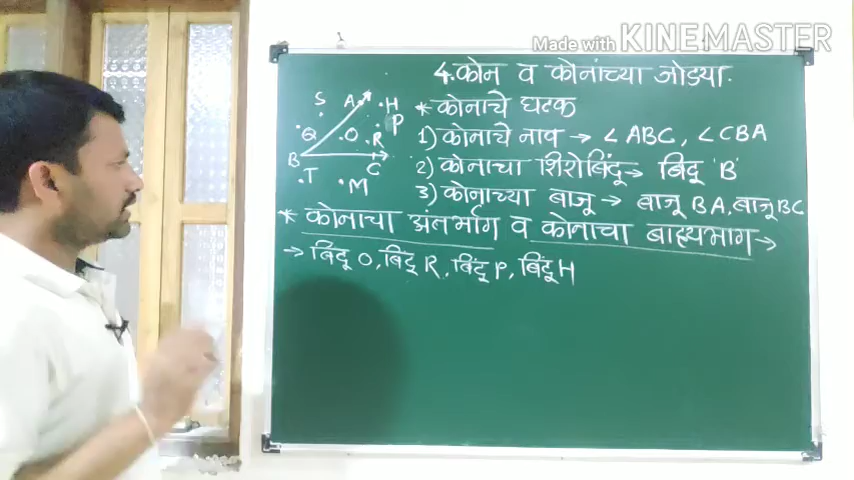 Made with KINEMASTER
4. कोन व कोनांच्या जोड्या.
S A H P
* कोनाचे घटक
Q O R
1) कोनाचे नाव → ∠ ABC, ∠ CBA
B C
2) कोनाचा शिरोबिंदू → बिंदू 'B'
T M
3) कोनाच्या बाजू → बाजू BA, बाजू BC
* कोनाचा अंतर्भाग व कोनाचा बाह्यभाग →
→ बिंदू O, बिंदू R, बिंदू P, बिंदू H